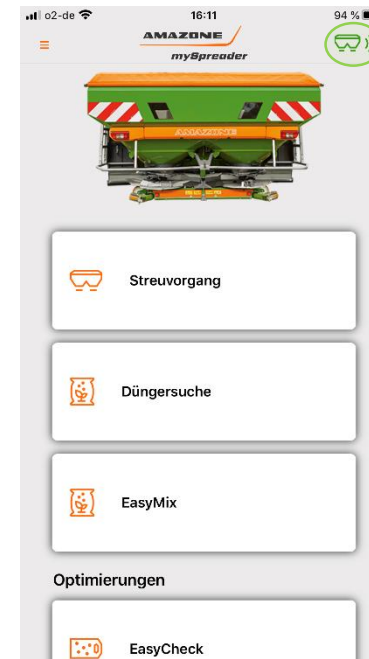 o2-de 16:11 94 %
AMAZONE
mySpreader
AMAZONE
Streuvorgang
Düngersuche
EasyMix
Optimierungen
EasyCheck